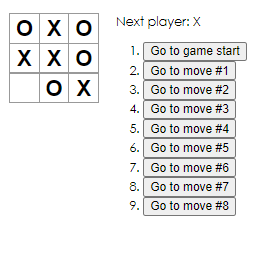 O X O
X X O
O X
Next player: X
1. Go to game start
2. Go to move #1
3. Go to move #2
4. Go to move #3
5. Go to move #4
6. Go to move #5
7. Go to move #6
8. Go to move #7
9. Go to move #8